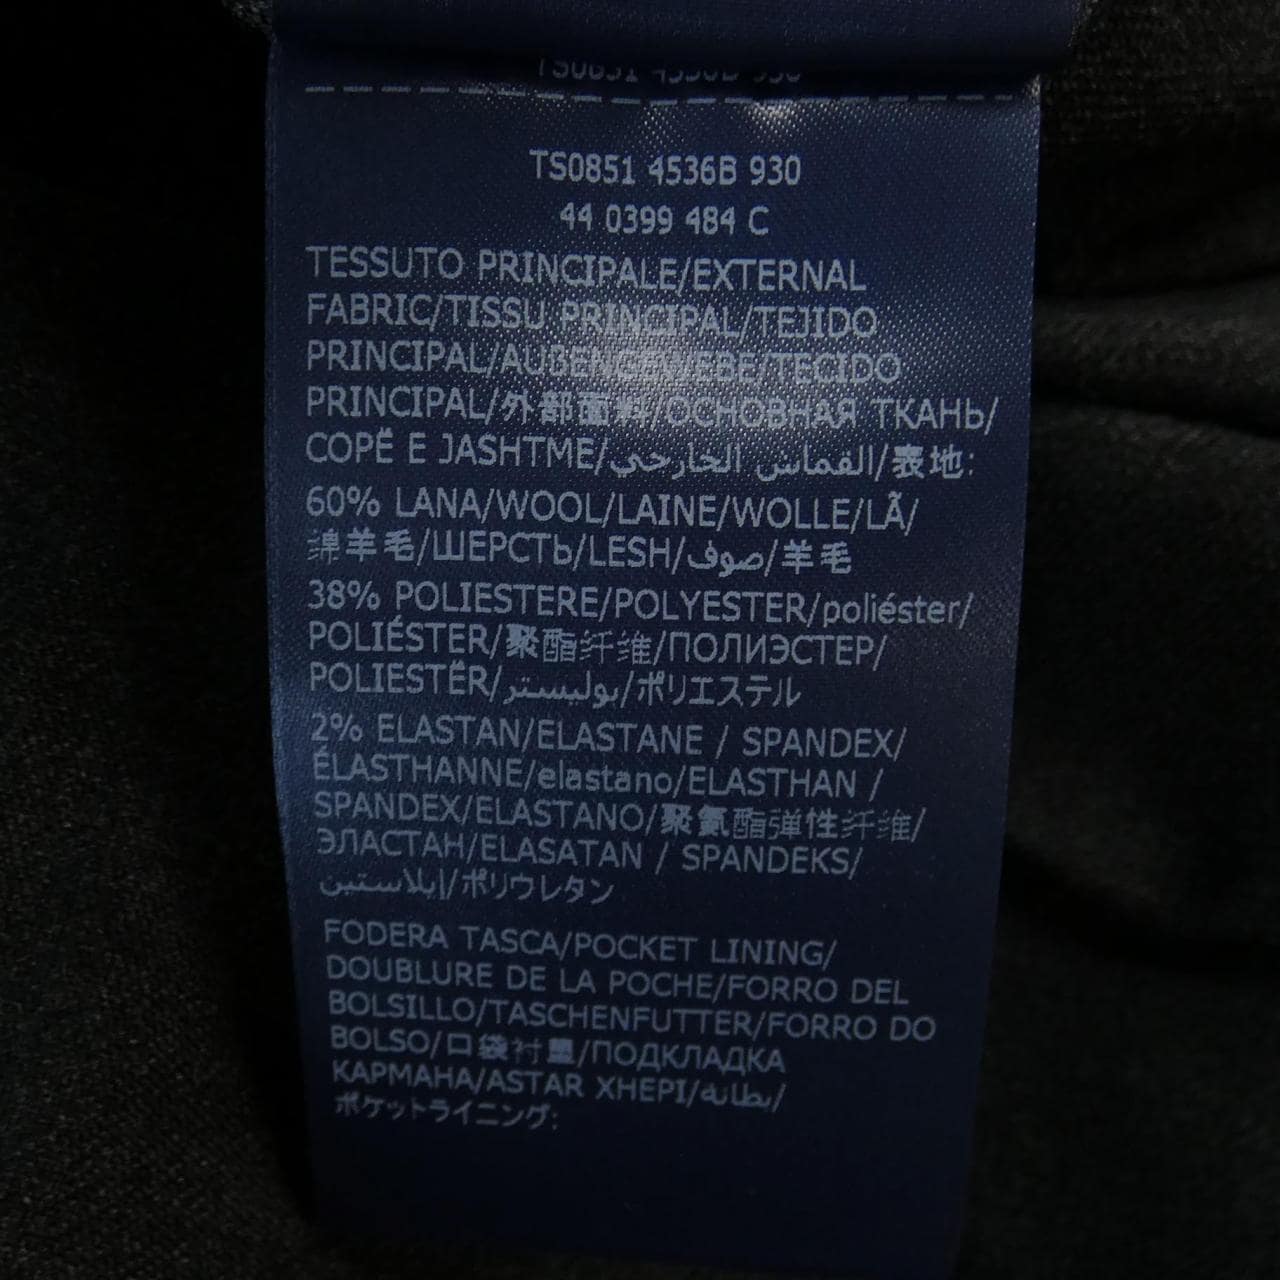 TS0851 4536B 930
TS0851 4536B 930
44 0399 484 C
TESSUTO PRINCIPALE/EXTERNAL
FABRIC/TISSU PRINCIPAL/TEJIDO
PRINCIPAL/AUßENGEWEBE/TECIDO
PRINCIPAL/外部面料/ОСНОВНАЯ ТКАНЬ/
COPË E JASHTME/القماش الخارجي/表地:
60% LANA/WOOL/LAINE/WOLLE/LÃ/
绵羊毛/ШЕРСТЬ/LESH/صوف/羊毛
38% POLIESTERE/POLYESTER/poliéster/
POLIÉSTER/聚酯纤维/ПОЛИЭСТЕР/
POLIESTËR/بوليستر/ポリエステル
2% ELASTAN/ELASTANE / SPANDEX/
ÉLASTHANNE/elastano/ELASTHAN /
SPANDEX/ELASTANO/聚氨酯弹性纤维/
ЭЛАСТАН/ELASATAN / SPANDEKS/
إيلاستين/ポリウレタン
FODERA TASCA/POCKET LINING/
DOUBLURE DE LA POCHE/FORRO DEL
BOLSILLO/TASCHENFUTTER/FORRO DO
BOLSO/口袋衬里/ПОДКЛАДКА
КАРМАНА/ASTAR XHEPI/بطانه/
ポケットライニング: